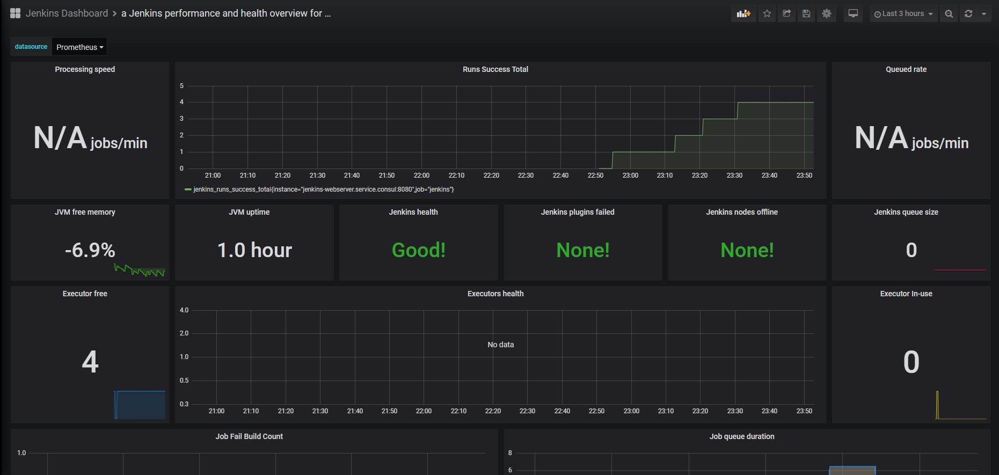 Jenkins Dashboard > a Jenkins performance and health overview for ...
Last 3 hours
datasource Prometheus
Processing speed
N/A jobs/min
Runs Success Total
5
4
3
2
1
0
21:00 21:10 21:20 21:30 21:40 21:50 22:00 22:10 22:20 22:30 22:40 22:50 23:00 23:10 23:20 23:30 23:40 23:50
jenkins_runs_success_total{instance="jenkins-webserver.service.consul:8080",job="jenkins"}
Queued rate
N/A jobs/min
JVM free memory
-6.9%
JVM uptime
1.0 hour
Jenkins health
Good!
Jenkins plugins failed
None!
Jenkins nodes offline
None!
Jenkins queue size
0
Executor free
4
Executors health
4.0
2.0
1.0
0.5
0.3
No data
21:00 21:10 21:20 21:30 21:40 21:50 22:00 22:10 22:20 22:30 22:40 22:50 23:00 23:10 23:20 23:30 23:40 23:50
Executor In-use
0
Job Fail Build Count
1.0
Job queue duration
8
6